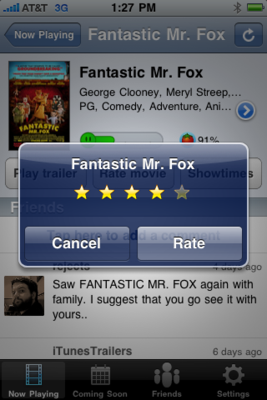 AT&T 3G 1:27 PM
Now Playing Fantastic Mr. Fox
Fantastic Mr. Fox
George Clooney, Meryl Streep,...
PG, Comedy, Adventure, Ani...
91%
Fantastic Mr. Fox
Play trailer Rate movie Showtimes
Friends
Cancel Rate
Tap here to add a comment
rejects 4 days ago
Saw FANTASTIC MR. FOX again with
family. I suggest that you go see it with
yours..
iTunesTrailers 6 days ago
Now Playing Coming Soon Friends Settings